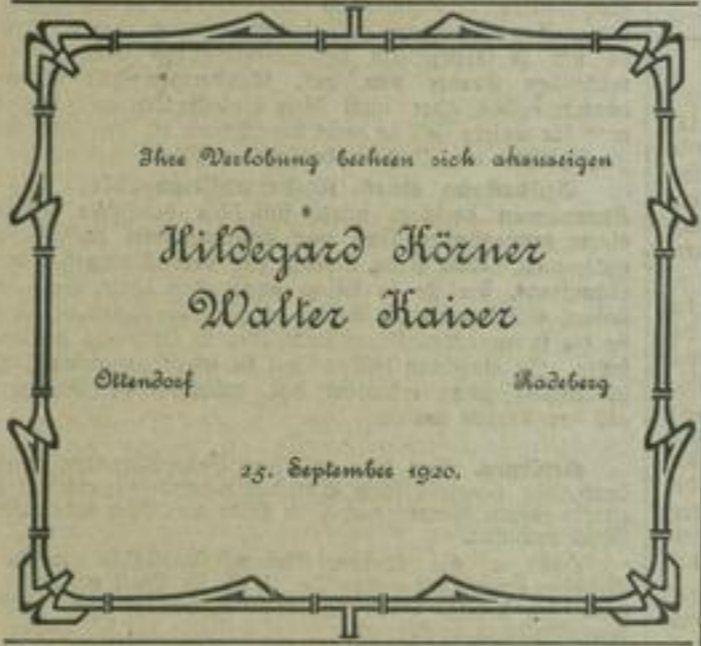 Ihre Verlobung beehren sich anzuzeigen
Hildegard Körner
Walter Kaiser
Ottendorf Radeberg
25. September 1920.